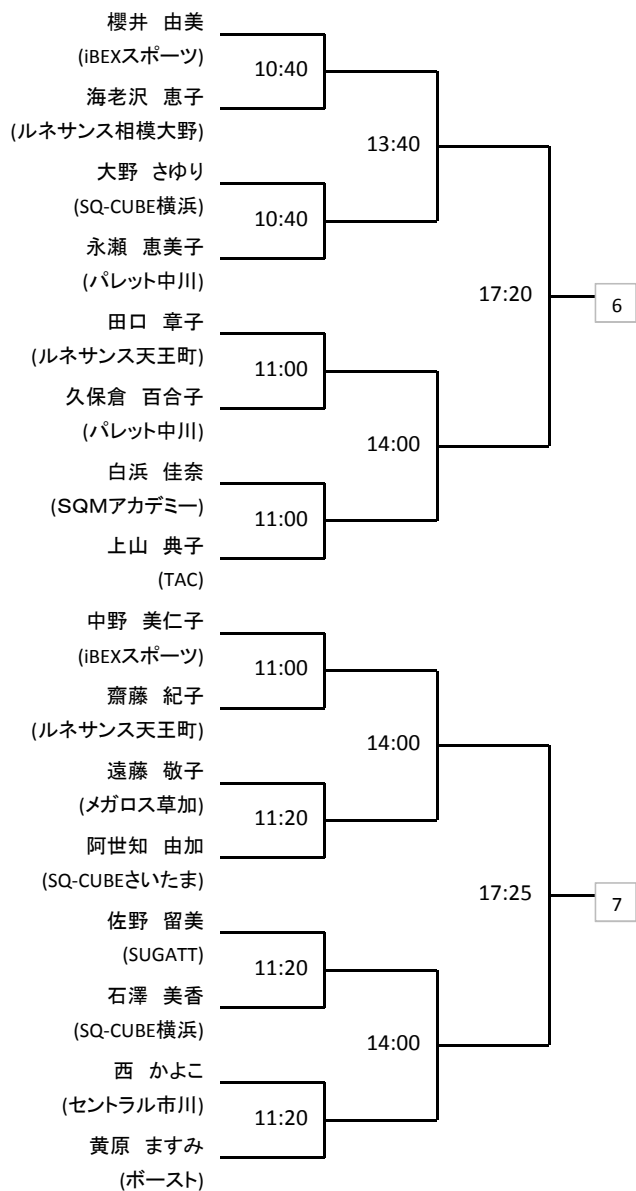 櫻井 由美
(iBEXスポーツ)
10:40
海老沢 恵子
(ルネサンス相模大野)
13:40
大野 さゆり
(SQ-CUBE横浜)
10:40
永瀬 恵美子
(パレット中川)
17:20
6
田口 章子
(ルネサンス天王町)
11:00
久保倉 百合子
(パレット中川)
14:00
白浜 佳奈
(SQMアカデミー)
11:00
上山 典子
(TAC)
中野 美仁子
(iBEXスポーツ)
11:00
齋藤 紀子
(ルネサンス天王町)
14:00
遠藤 敬子
(メガロス草加)
11:20
阿世知 由加
(SQ-CUBEさいたま)
17:25
7
佐野 留美
(SUGATT)
11:20
石澤 美香
(SQ-CUBE横浜)
14:00
西 かよこ
(セントラル市川)
11:20
黄原 ますみ
(ボースト)